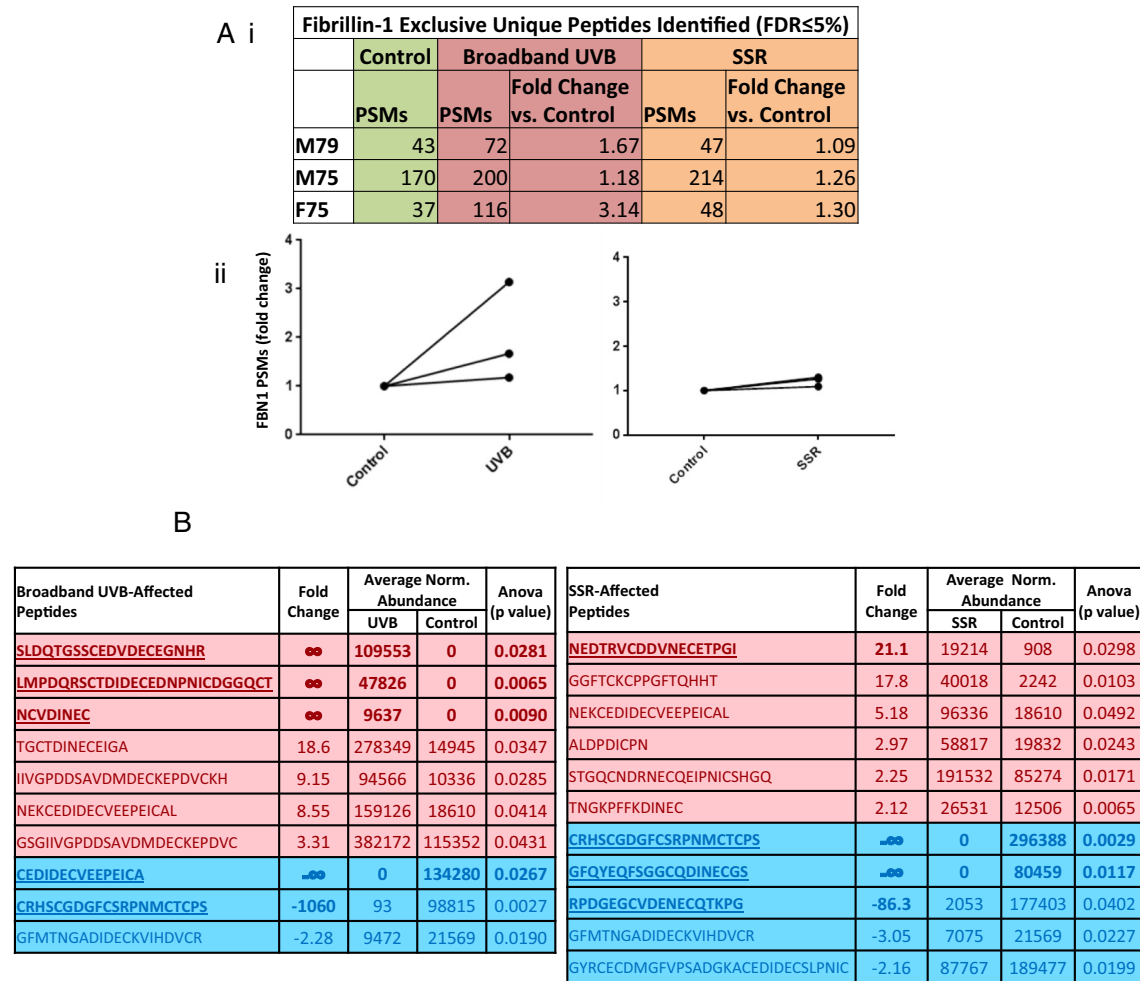 A i
Fibrillin-1 Exclusive Unique Peptides Identified (FDR≤5%)
Control Broadband UVB SSR
PSMs PSMs Fold Change vs. Control PSMs Fold Change vs. Control
M79 43 72 1.67 47 1.09
M75 170 200 1.18 214 1.26
F75 37 116 3.14 48 1.30
ii
FBN1 PSMs (fold change)
4
3
2
1
0
Control UVB
4
3
2
1
0
Control SSR
B
Broadband UVB-Affected Peptides Fold Change Average Norm. Abundance Anova (p value)
UVB Control
SLDQTGSSCEDVDECEGNHR ∞ 109553 0 0.0281
LMPDQRSCTDIDECEDNPNICDGGQCT ∞ 47826 0 0.0065
NCVDINEC ∞ 9637 0 0.0090
TGCTDINECEIGA 18.6 278349 14945 0.0347
IIVGPDDSAVDMDECKEPDVCKH 9.15 94566 10336 0.0285
NEKCEDIDECVEEPEICAL 8.55 159126 18610 0.0414
GSGIIVGPDDSAVDMDECKEPDVC 3.31 382172 115352 0.0431
CEDIDECVEEPEICA -∞ 0 134280 0.0267
CRHSCGDGFCSRPNMCTCPS -1060 93 98815 0.0027
GFMTNGADIDECKVIHDVCR -2.28 9472 21569 0.0190
SSR-Affected Peptides Fold Change Average Norm. Abundance Anova (p value)
SSR Control
NEDTRVCDDVNECETPGI 21.1 19214 908 0.0298
GGFTCKCPPGFTQHHT 17.8 40018 2242 0.0103
NEKCEDIDECVEEPEICAL 5.18 96336 18610 0.0492
ALDPDICPN 2.97 58817 19832 0.0243
STGQCNDRNECQEIPNICSHGQ 2.25 191532 85274 0.0171
TNGKPFFKDINEC 2.12 26531 12506 0.0065
CRHSCGDGFCSRPNMCTCPS -∞ 0 296388 0.0029
GFQYEQFSGGCQDINECGS -∞ 0 80459 0.0117
RPDGEGCVDENECQTKPG -86.3 2053 177403 0.0402
GFMTNGADIDECKVIHDVCR -3.05 7075 21569 0.0227
GYRCECDMGFVPSADGKACEDIDECSLPNIC -2.16 87767 189477 0.0199